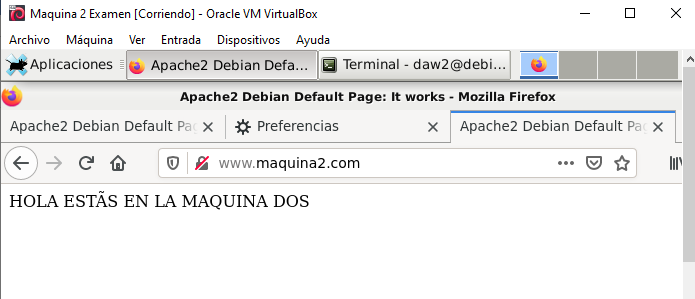 Maquina 2 Examen [Corriendo] - Oracle VM VirtualBox
Archivo Máquina Ver Entrada Dispositivos Ayuda
Aplicaciones Apache2 Debian Defa... Terminal - daw2@debi...
Apache2 Debian Default Page: It works - Mozilla Firefox
Apache2 Debian Default Pag Preferencias Apache2 Debian Default Pag
www.maquina2.com
HOLA ESTÃS EN LA MAQUINA DOS